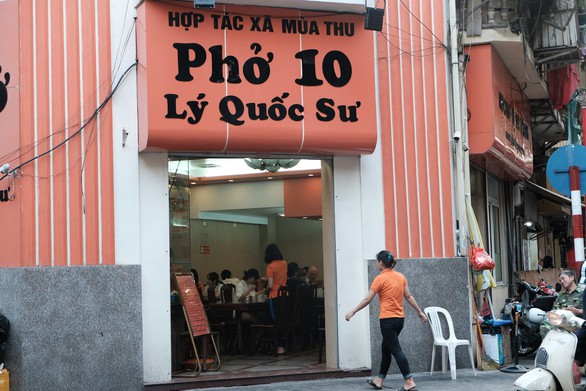 HỢP TÁC XÃ MÙA THU
Phở 10
Lý Quốc Sư